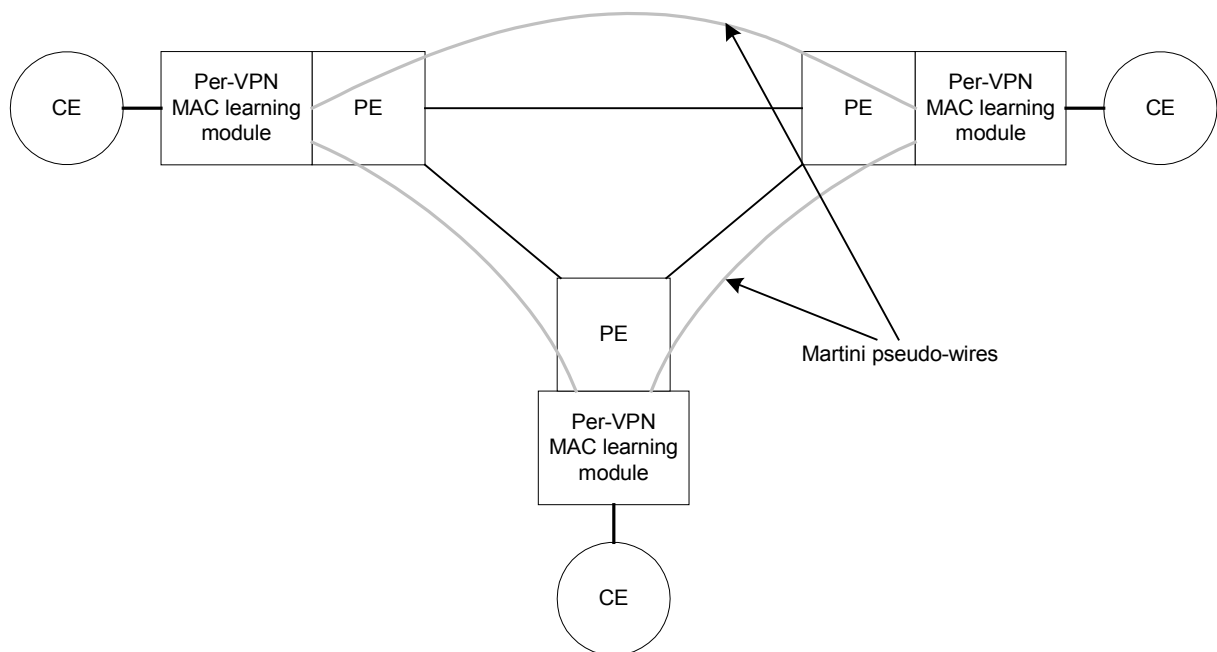 CE
Per-VPN
MAC learning
module
PE
PE
Per-VPN
MAC learning
module
CE
PE
Martini pseudo-wires
Per-VPN
MAC learning
module
CE